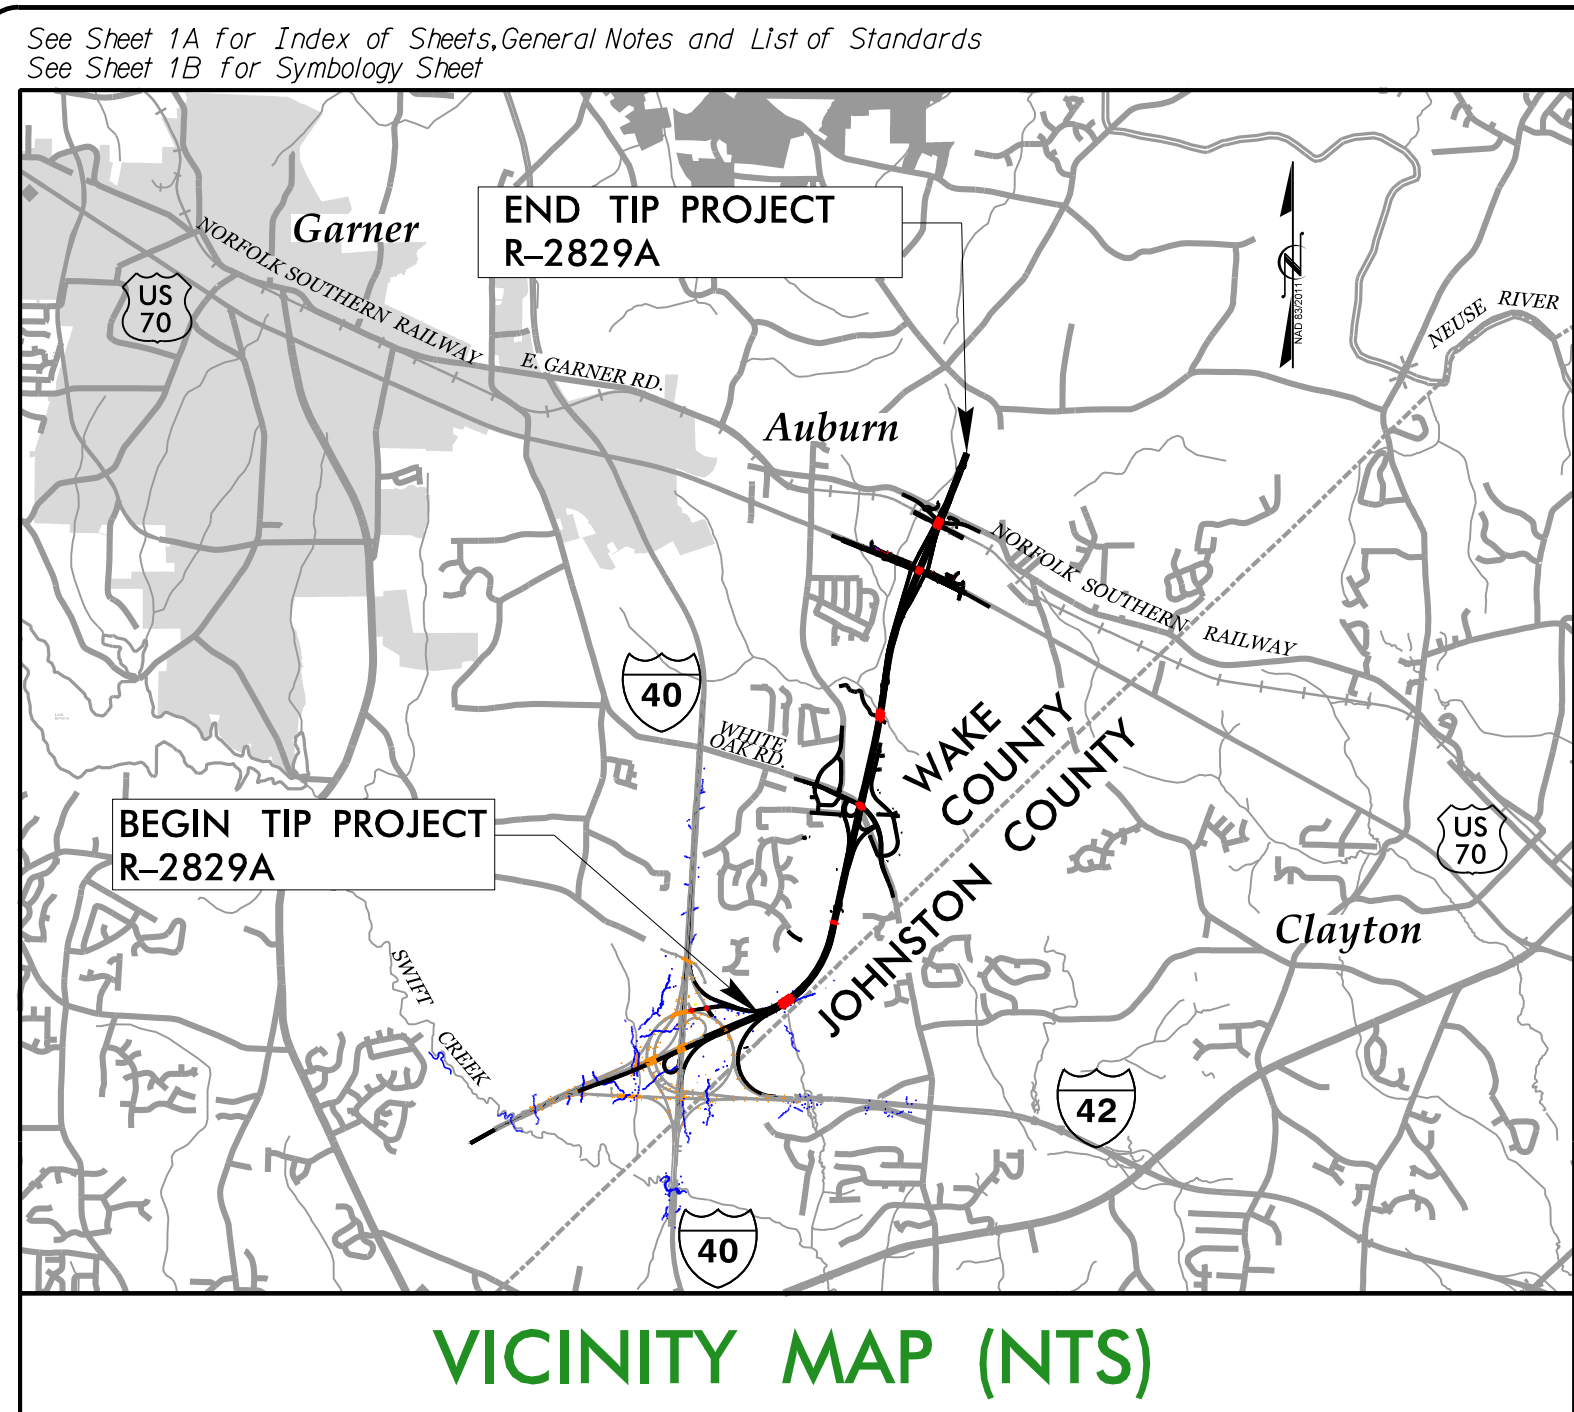 See Sheet 1A for Index of Sheets, General Notes and List of Standards
See Sheet 1B for Symbology Sheet
END TIP PROJECT
R–2829A
Garner
NORFOLK SOUTHERN RAILWAY
US
70
E. GARNER RD.
Auburn
NAD 83/2011
NEUSE RIVER
NORFOLK SOUTHERN RAILWAY
40
WHITE
OAK RD.
WAKE
COUNTY
JOHNSTON COUNTY
BEGIN TIP PROJECT
R–2829A
US
70
Clayton
SWIFT
CREEK
42
40
VICINITY MAP (NTS)